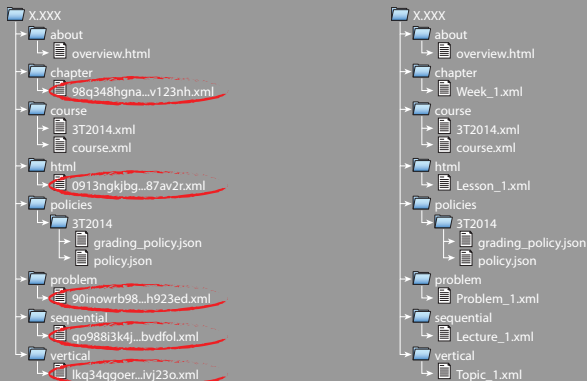 X.XXX
about
overview.html
chapter
98q348hgna...v123nh.xml
course
3T2014.xml
course.xml
html
0913ngkjbg...87av2r.xml
policies
3T2014
grading_policy.json
policy.json
problem
90inowrb98...h923ed.xml
sequential
qo988i3k4j...bvdfol.xml
vertical
lkq34qgoer...ivj23o.xml
X.XXX
about
overview.html
chapter
Week_1.xml
course
3T2014.xml
course.xml
html
Lesson_1.xml
policies
3T2014
grading_policy.json
policy.json
problem
Problem_1.xml
sequential
Lecture_1.xml
vertical
Topic_1.xml